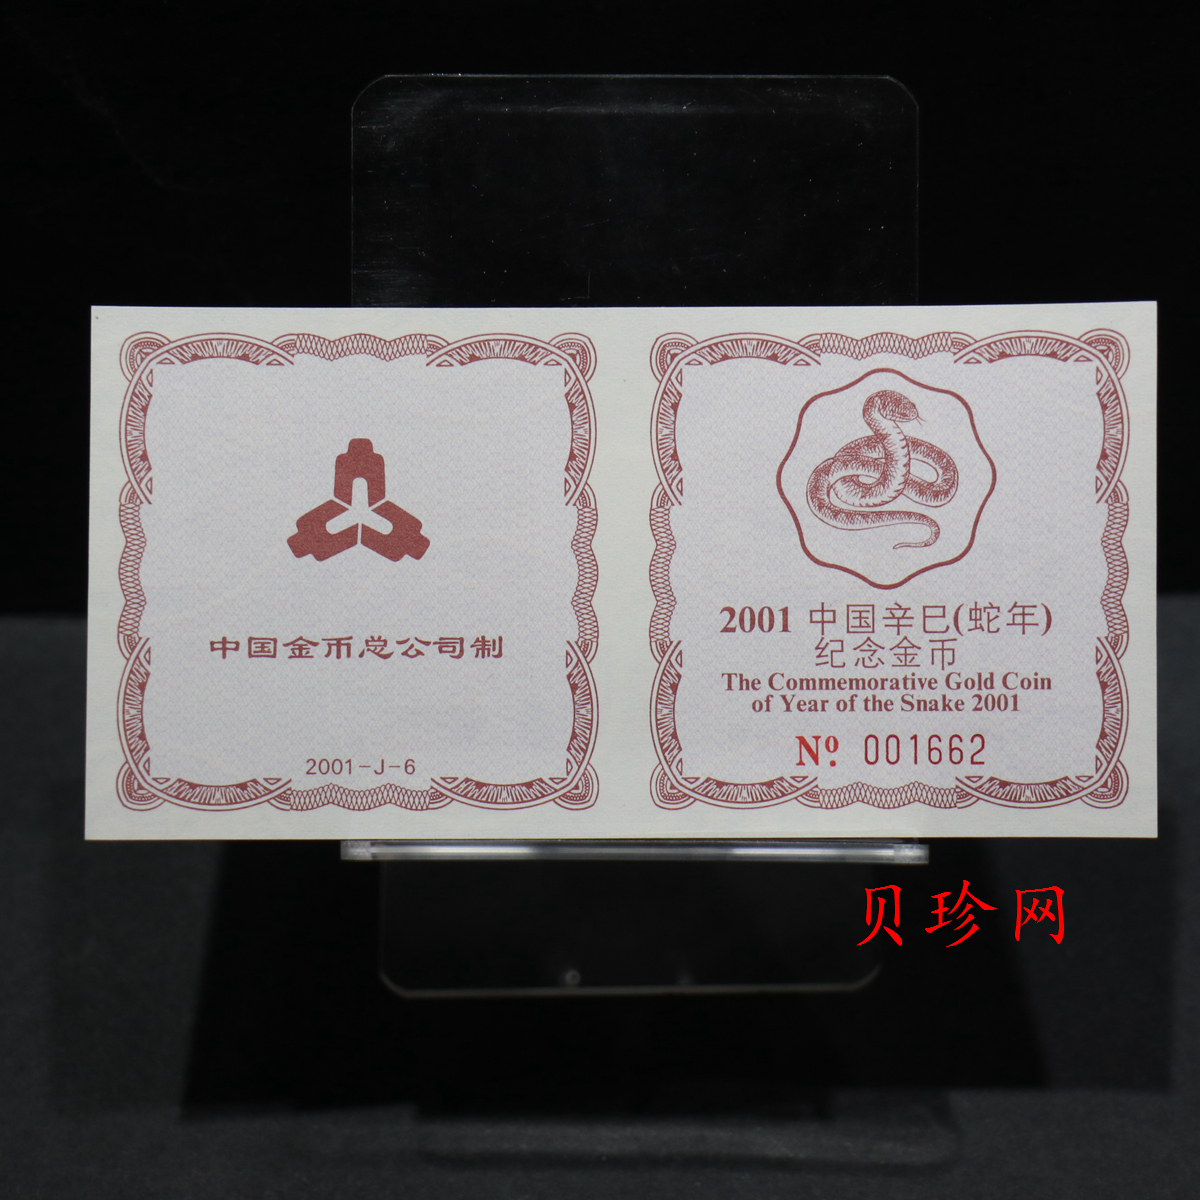 中国金币总公司制
2001-J-6
2001 中国辛巳(蛇年)
纪念金币
The Commemorative Gold Coin
of Year of the Snake 2001
Nº 001662
贝珍网